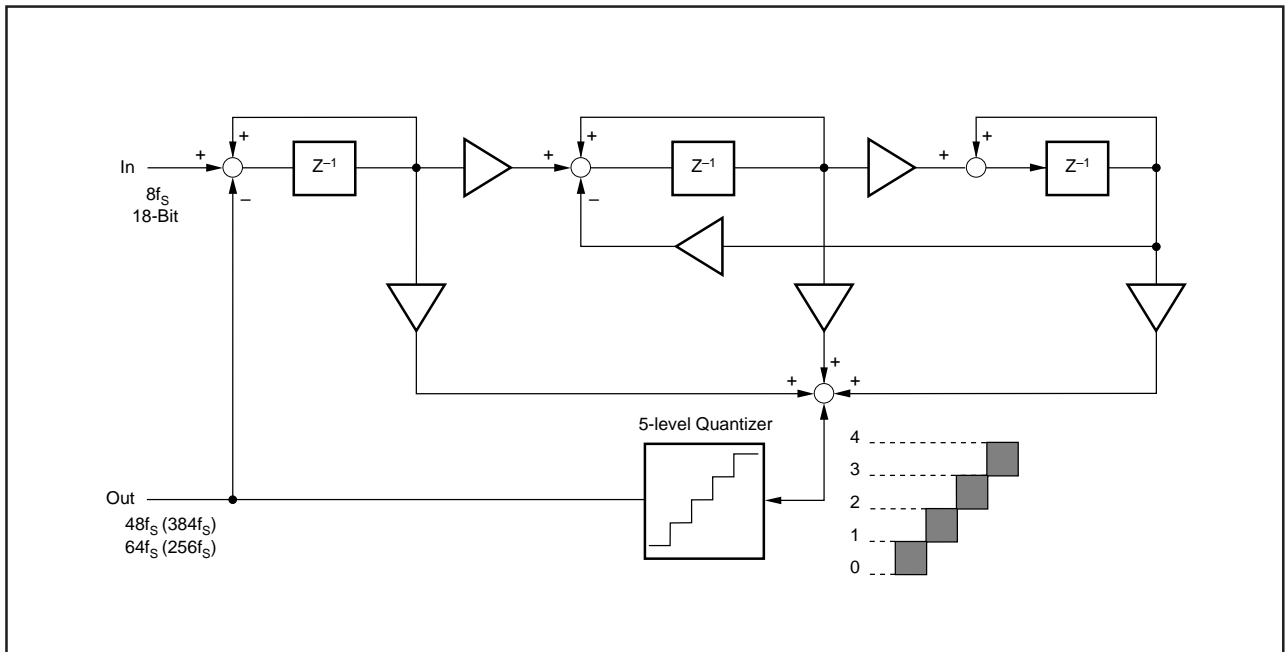 +
+
+
+
In
+
Z–1
+
Z–1
+
Z–1
8fS
18-Bit
–
–
+
+
+
5-level Quantizer
4
3
2
1
0
Out
48fS (384fS)
64fS (256fS)